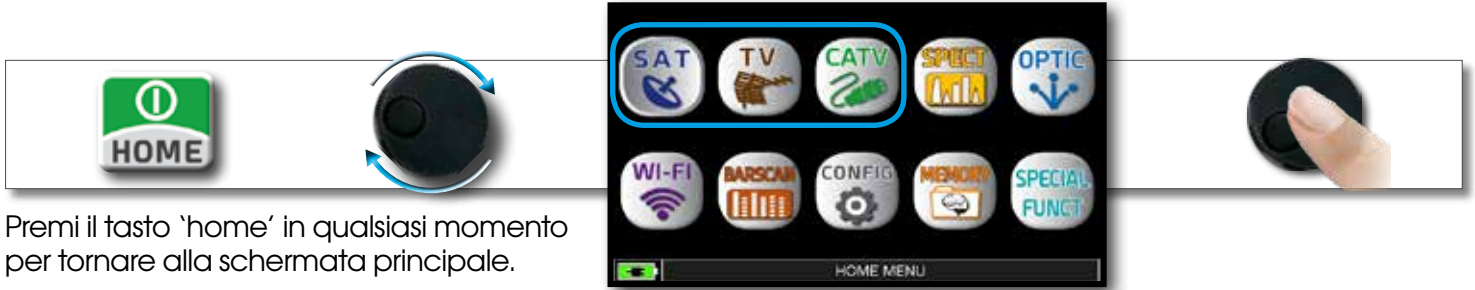 HOME
SAT TV CATV SPECT OPTIC
WI-FI BARSCAN CONFIG MEMORY SPECIAL
FUNCT
HOME MENU
Premi il tasto ‘home’ in qualsiasi momento
per tornare alla schermata principale.